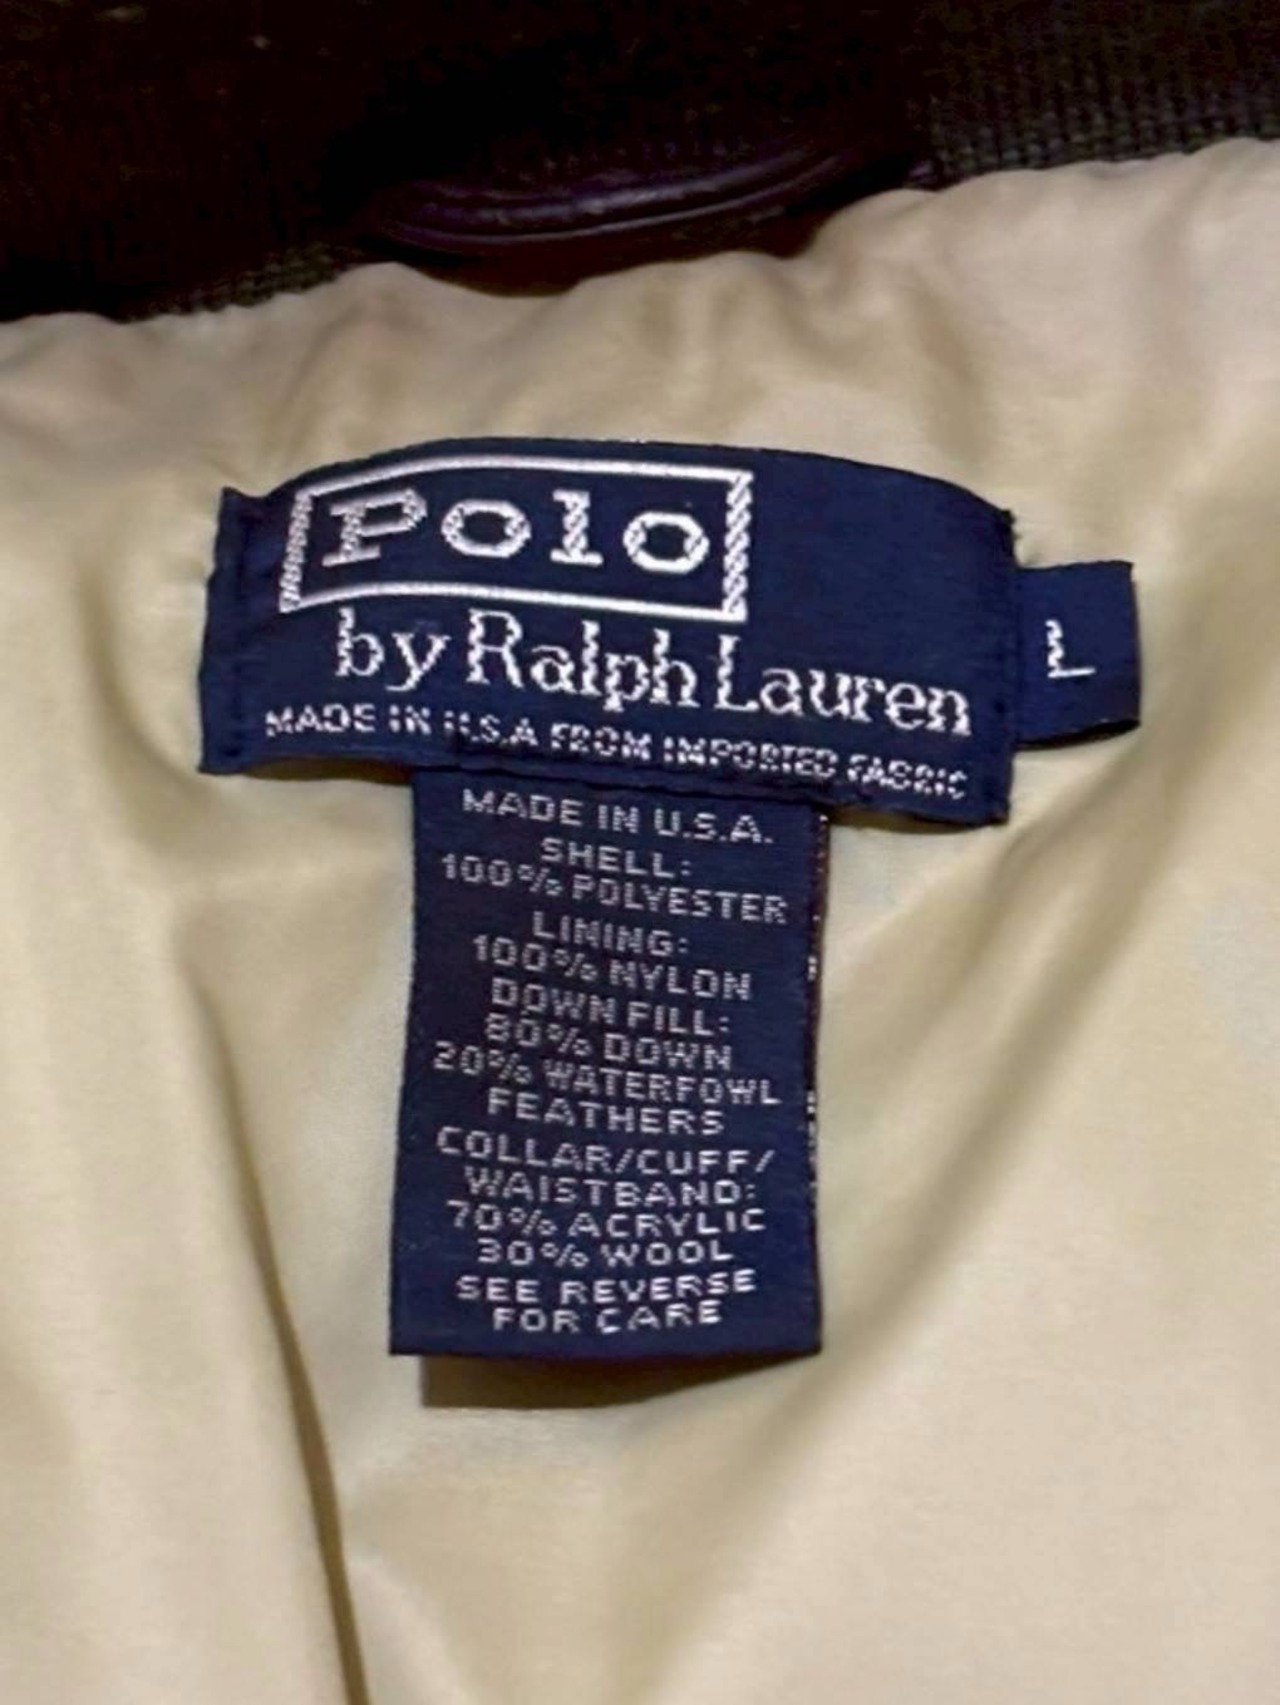 Polo
by Ralph Lauren
MADE IN U.S.A FROM IMPORTED FABRIC
L
MADE IN U.S.A.
SHELL:
100% POLYESTER
LINING:
100% NYLON
DOWN FILL:
80% DOWN
20% WATERFOWL
FEATHERS
COLLAR/CUFF/
WAISTBAND:
70% ACRYLIC
30% WOOL
SEE REVERSE
FOR CARE